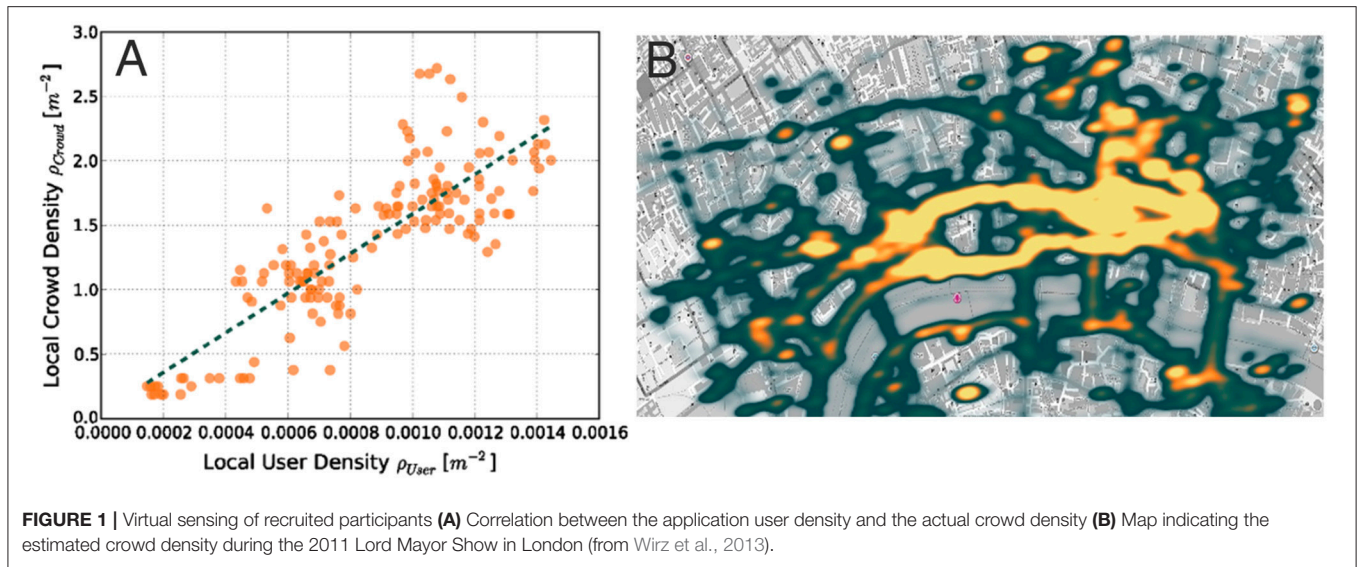 A
3.0
2.5
2.0
1.5
1.0
0.5
0.0
Local Crowd Density ρCrowd [m−2]
0.0000 0.0002 0.0004 0.0006 0.0008 0.0010 0.0012 0.0014 0.0016
Local User Density ρUser [m−2]
B
FIGURE 1 | Virtual sensing of recruited participants (A) Correlation between the application user density and the actual crowd density (B) Map indicating the
estimated crowd density during the 2011 Lord Mayor Show in London (from Wirz et al., 2013).